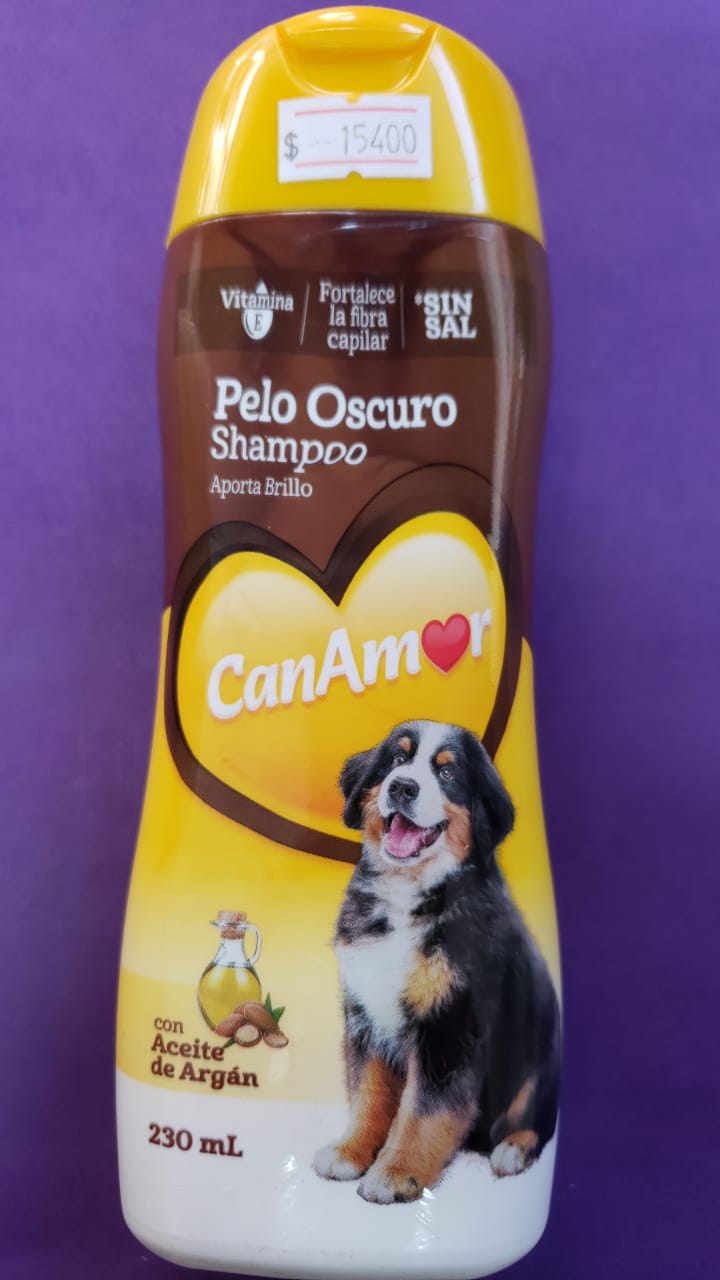 $ -- 15400
Vitamina
E
Fortalece
la fibra
capilar
*SIN
SAL
Pelo Oscuro
Shampoo
Aporta Brillo
CanAmor
con
Aceite
de Argán
230 mL